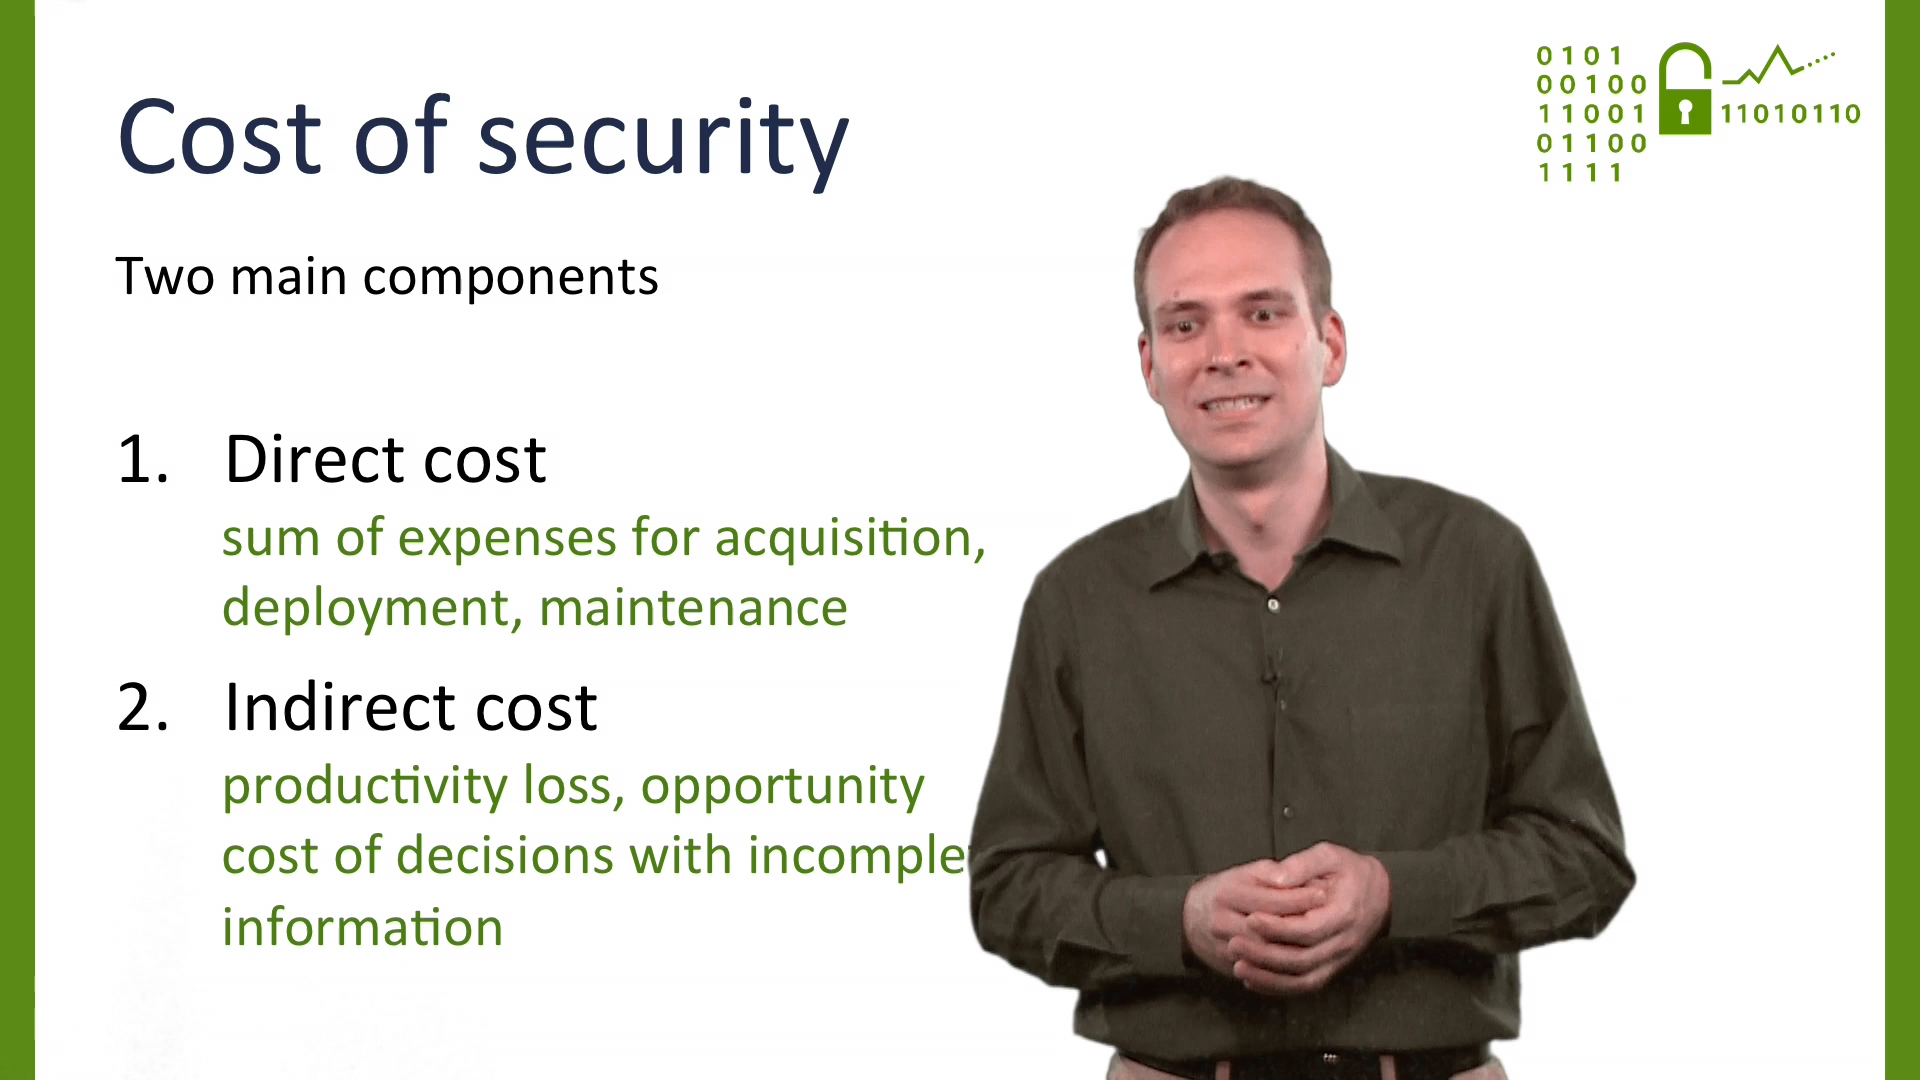 Cost of security
0101
00100
11001
01100
1111
11010110
Two main components
1. Direct cost
sum of expenses for acquisition,
deployment, maintenance
2. Indirect cost
productivity loss, opportunity
cost of decisions with
information